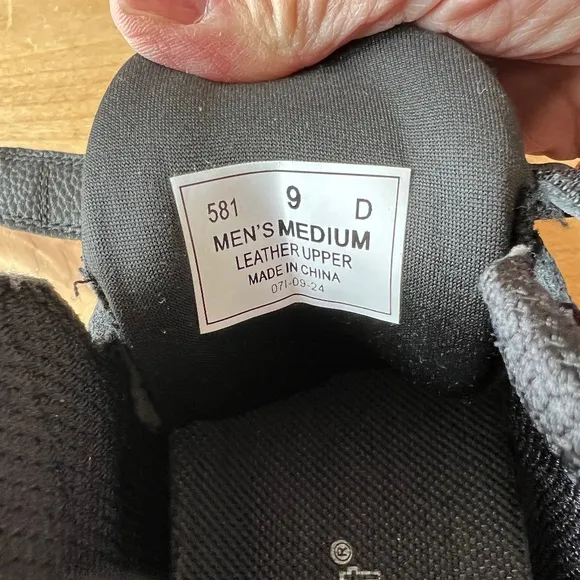 581 9 D
MEN'S MEDIUM
LEATHER UPPER
MADE IN CHINA
071-09-24
®